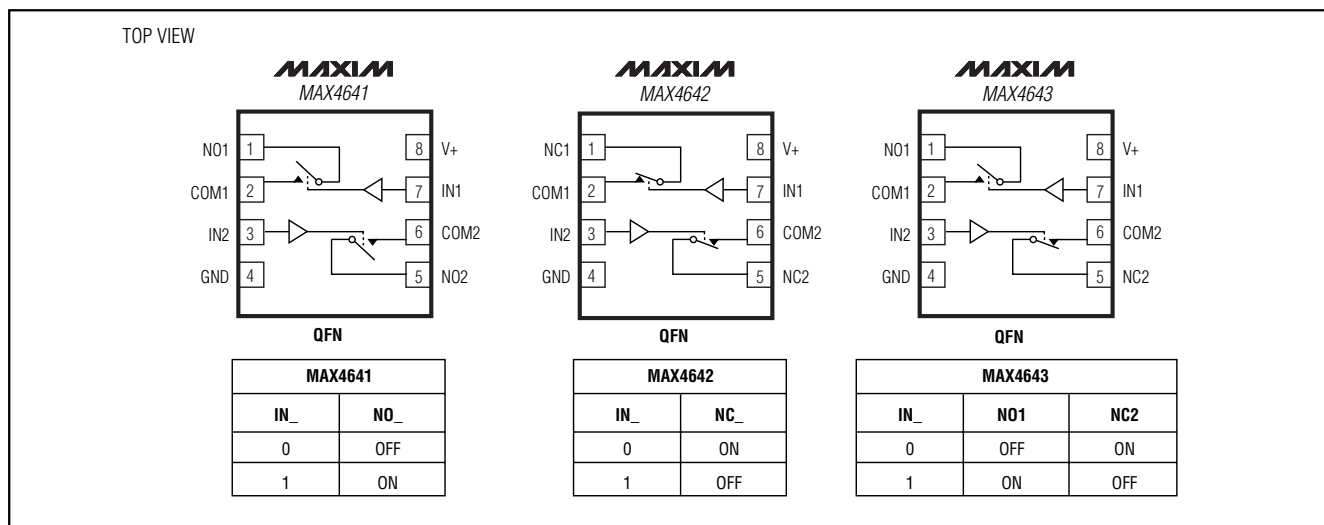 TOP VIEW
MAXIM
MAX4641
NO1 1 8 V+
COM1 2 7 IN1
IN2 3 6 COM2
GND 4 5 NO2
QFN
MAXIM
MAX4642
NC1 1 8 V+
COM1 2 7 IN1
IN2 3 6 COM2
GND 4 5 NC2
QFN
MAXIM
MAX4643
NO1 1 8 V+
COM1 2 7 IN1
IN2 3 6 COM2
GND 4 5 NC2
QFN
MAX4641
IN_ NO_
0 OFF
1 ON
MAX4642
IN_ NC_
0 ON
1 OFF
MAX4643
IN_ NO1 NC2
0 OFF ON
1 ON OFF